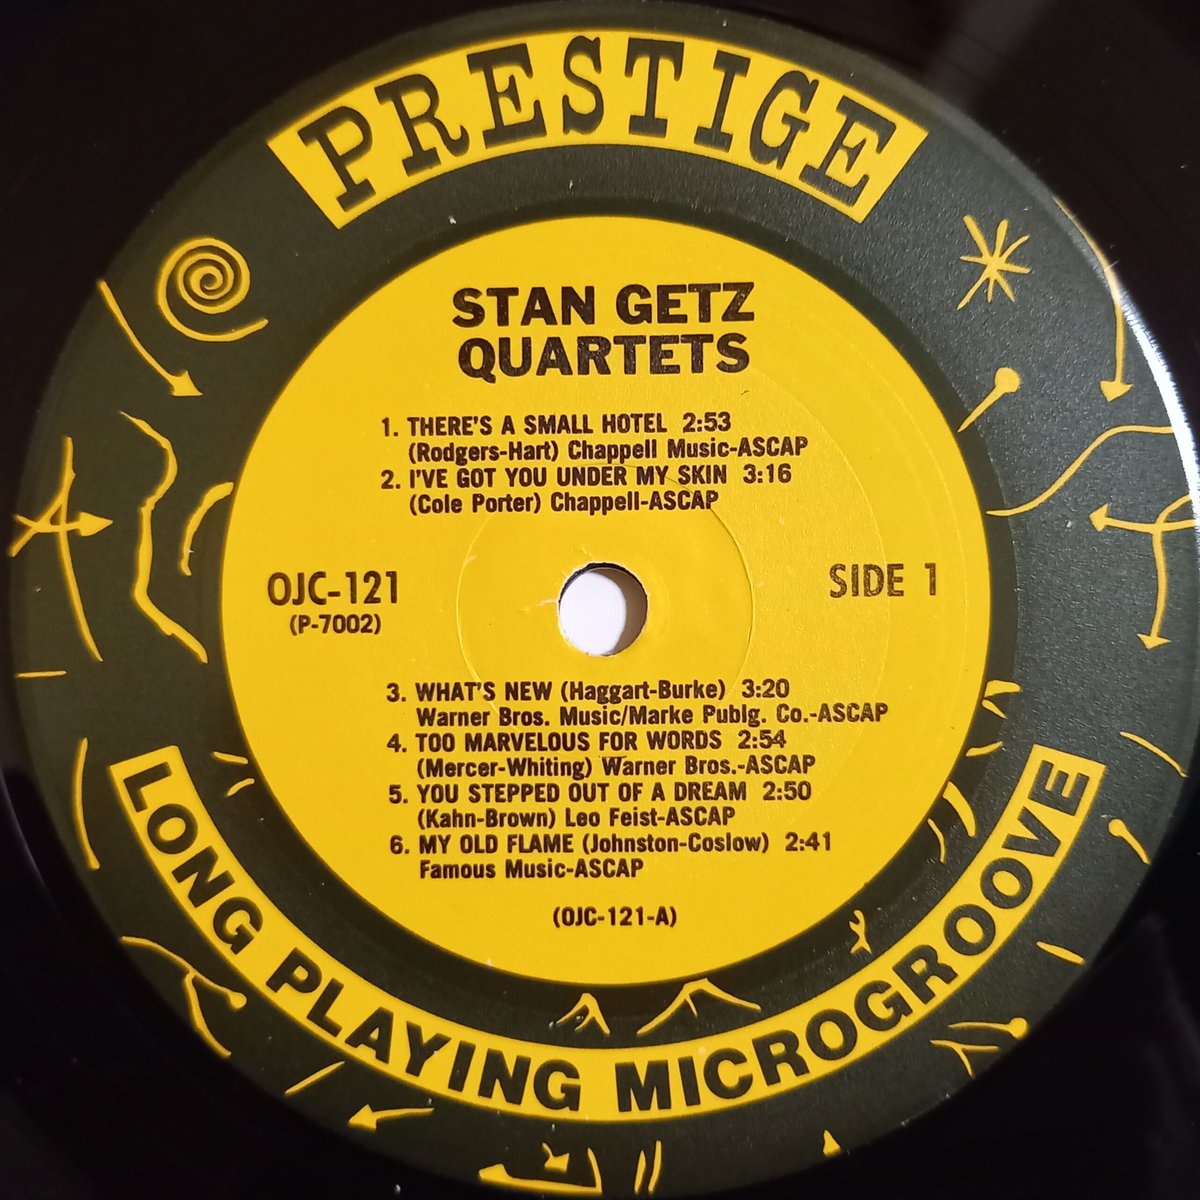 PRESTIGE
STAN GETZ
QUARTETS
1. THERE'S A SMALL HOTEL 2:53
(Rodgers-Hart) Chappell Music-ASCAP
2. I'VE GOT YOU UNDER MY SKIN 3:16
(Cole Porter) Chappell-ASCAP
OJC-121
(P-7002)
SIDE 1
3. WHAT'S NEW (Haggart-Burke) 3:20
Warner Bros. Music/Marke Publg. Co.-ASCAP
4. TOO MARVELOUS FOR WORDS 2:54
(Mercer-Whiting) Warner Bros.-ASCAP
5. YOU STEPPED OUT OF A DREAM 2:50
(Kahn-Brown) Leo Feist-ASCAP
6. MY OLD FLAME (Johnston-Coslow) 2:41
Famous Music-ASCAP
(OJC-121-A)
LONG PLAYING MICROGROOVE